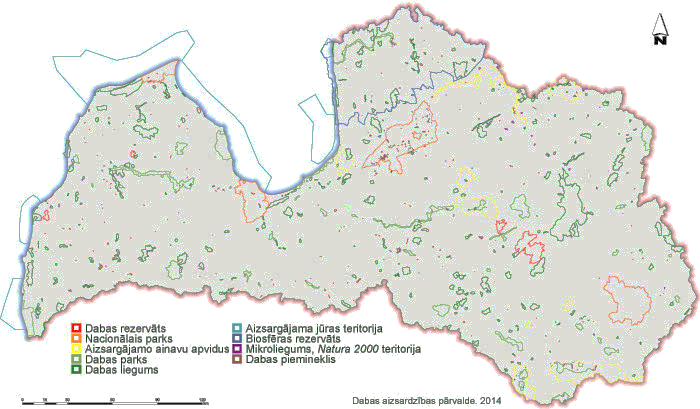 N
Dabas rezervāts
Nacionālais parks
Aizsargājamo ainavu apvidus
Dabas parks
Dabas liegums
Aizsargājama jūras teritorija
Biosfēras rezervāts
Mikroliegums, Natura 2000 teritorija
Dabas piemineklis
Dabas aizsardzības pārvalde, 2014